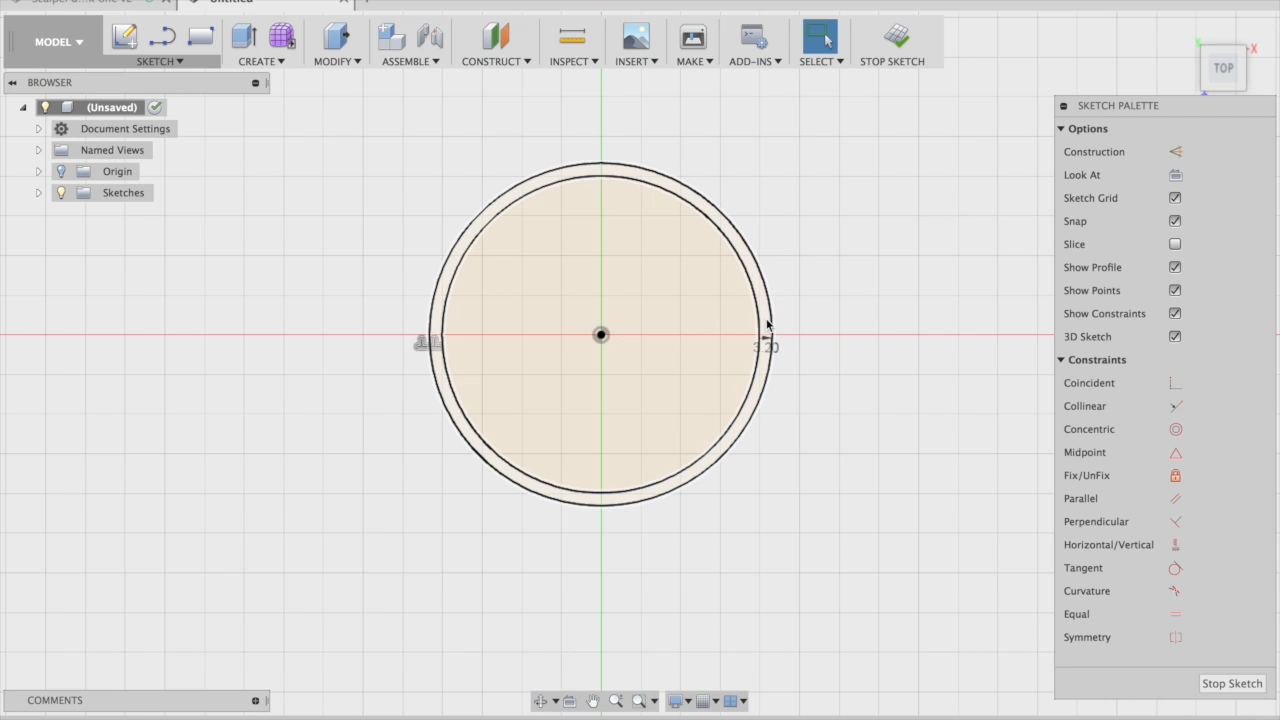 Untitled
MODEL
SKETCH
CREATE
MODIFY
ASSEMBLE
CONSTRUCT
INSPECT
INSERT
MAKE
ADD-INS
SELECT
STOP SKETCH
BROWSER
(Unsaved)
Document Settings
Named Views
Origin
Sketches
TOP
X
SKETCH PALETTE
Options
Construction
Look At
Sketch Grid
Snap
Slice
Show Profile
Show Points
Show Constraints
3D Sketch
Constraints
Coincident
Collinear
Concentric
Midpoint
Fix/UnFix
Parallel
Perpendicular
Horizontal/Vertical
Tangent
Curvature
Equal
Symmetry
Stop Sketch
3.20
COMMENTS